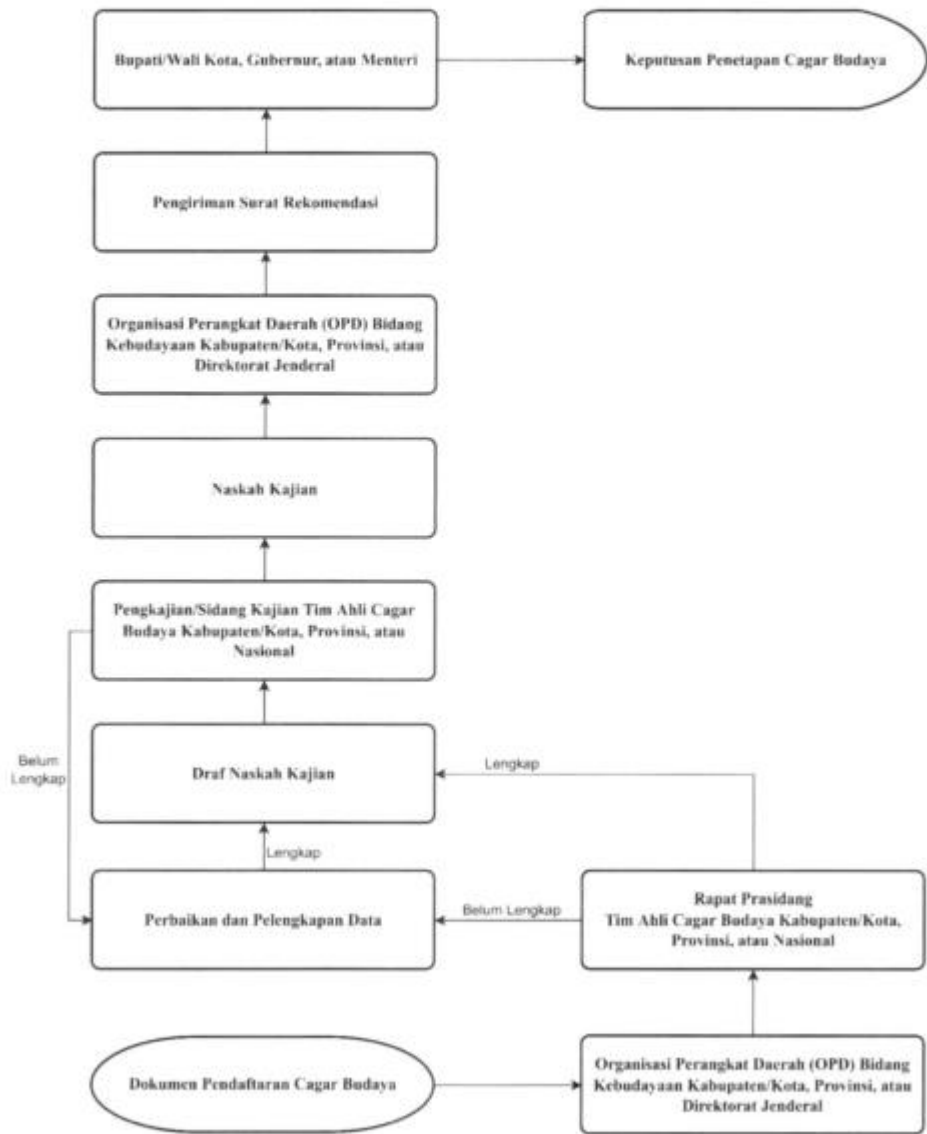 Bupati/Wali Kota, Gubernur, atau Menteri
Keputusan Penetapan Cagar Budaya
Pengiriman Surat Rekomendasi
Organisasi Perangkat Daerah (OPD) Bidang
Kebudayaan Kabupaten/Kota, Provinsi, atau
Direktorat Jenderal
Naskah Kajian
Pengkajian/Sidang Kajian Tim Ahli Cagar
Budaya Kabupaten/Kota, Provinsi, atau
Nasional
Belum
Lengkap
Draf Naskah Kajian
Lengkap
Lengkap
Perbaikan dan Pelengkapan Data
Belum Lengkap
Rapat Prasidang
Tim Ahli Cagar Budaya Kabupaten/Kota,
Provinsi, atau Nasional
Dokumen Pendaftaran Cagar Budaya
Organisasi Perangkat Daerah (OPD) Bidang
Kebudayaan Kabupaten/Kota, Provinsi, atau
Direktorat Jenderal